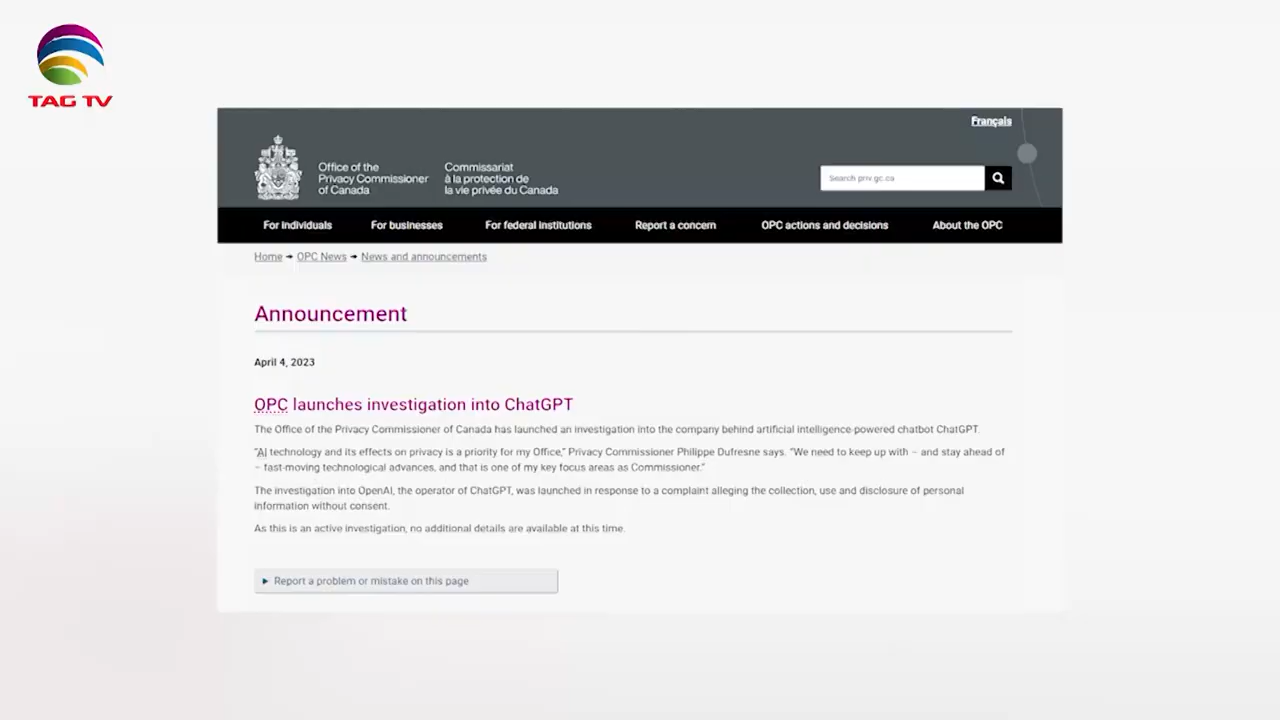 TAG TV
Français
Office of the
Privacy Commissioner
of Canada
Commissariat
à la protection de
la vie privée du Canada
Search priv.gc.ca
For individuals For businesses For federal institutions Report a concern OPC actions and decisions About the OPC
Home ➔ OPC News ➔ News and announcements
Announcement
April 4, 2023
OPC launches investigation into ChatGPT
The Office of the Privacy Commissioner of Canada has launched an investigation into the company behind artificial intelligence-powered chatbot ChatGPT.
“AI technology and its effects on privacy is a priority for my Office,” Privacy Commissioner Philippe Dufresne says. “We need to keep up with – and stay ahead of
– fast-moving technological advances, and that is one of my key focus areas as Commissioner.”
The investigation into OpenAI, the operator of ChatGPT, was launched in response to a complaint alleging the collection, use and disclosure of personal
information without consent.
As this is an active investigation, no additional details are available at this time.
Report a problem or mistake on this page